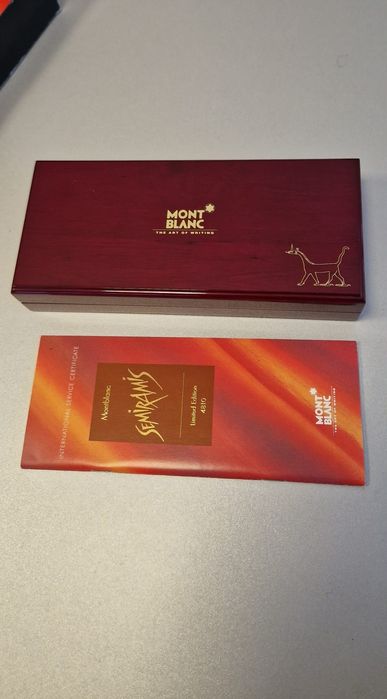 MONT
BLANC
THE ART OF WRITING
INTERNATIONAL SERVICE CERTIFICATE
Montblanc
SEMIRAMIS
Limited Edition
4810
MONT
BLANC
THE ART OF WRITING